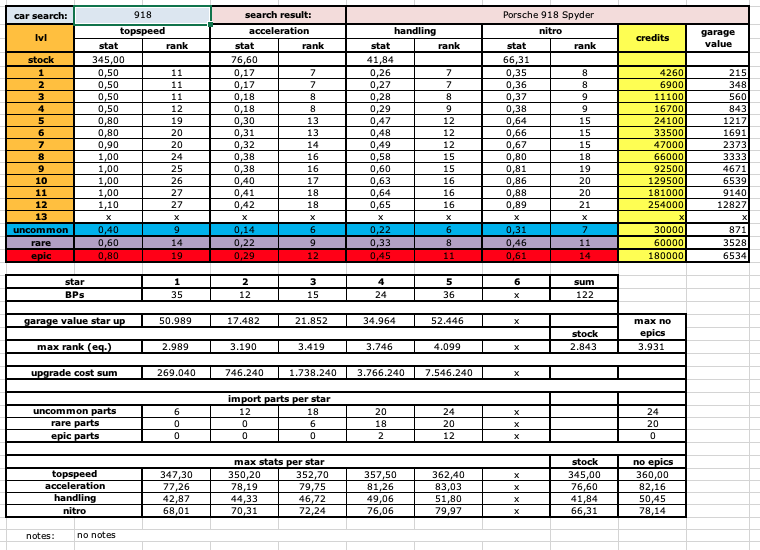 car search: 918 search result: Porsche 918 Spyder
lvl topspeed acceleration handling nitro credits garage value
stat rank stat rank stat rank stat rank
stock 345,00 76,60 41,84 66,31
1 0,50 11 0,17 7 0,26 7 0,35 8 4260 215
2 0,50 11 0,17 7 0,27 7 0,36 8 6900 348
3 0,50 11 0,18 8 0,28 8 0,37 9 11100 560
4 0,50 12 0,18 8 0,29 9 0,38 9 16700 843
5 0,80 19 0,30 13 0,47 12 0,64 15 24100 1217
6 0,80 20 0,31 13 0,48 12 0,66 15 33500 1691
7 0,90 20 0,32 14 0,49 12 0,67 15 47000 2373
8 1,00 24 0,38 16 0,58 15 0,80 18 66000 3333
9 1,00 25 0,38 16 0,60 15 0,81 19 92500 4671
10 1,00 26 0,40 17 0,63 16 0,86 20 129500 6539
11 1,00 27 0,41 18 0,64 16 0,88 20 181000 9140
12 1,10 27 0,42 18 0,65 16 0,89 21 254000 12827
13 x x x x x x x x x x
uncommon 0,40 9 0,14 6 0,22 6 0,31 7 30000 871
rare 0,60 14 0,22 9 0,33 8 0,46 11 60000 3528
epic 0,80 19 0,29 12 0,45 11 0,61 14 180000 6534
star 1 2 3 4 5 6 sum
BPs 35 12 15 24 36 x 122
garage value star up 50.989 17.482 21.852 34.964 52.446 x max no epics
stock
max rank (eq.) 2.989 3.190 3.419 3.746 4.099 x 2.843 3.931
upgrade cost sum 269.040 746.240 1.738.240 3.766.240 7.546.240 x
import parts per star
uncommon parts 6 12 18 20 24 x 24
rare parts 0 0 6 18 20 x 20
epic parts 0 0 0 2 12 x 0
max stats per star stock no epics
topspeed 347,30 350,20 352,70 357,50 362,40 x 345,00 360,00
acceleration 77,26 78,19 79,75 81,26 83,03 x 76,60 82,16
handling 42,87 44,33 46,72 49,06 51,80 x 41,84 50,45
nitro 68,01 70,31 72,24 76,06 79,97 x 66,31 78,14
notes: no notes